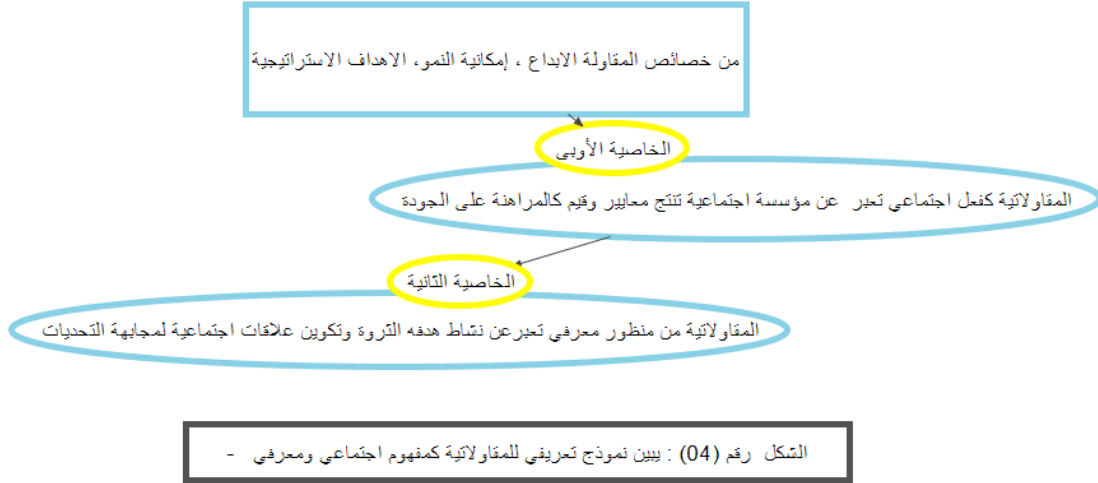 من خصائص المقاولة الابداع ، إمكانية النمو، الاهداف الاستراتيجية
الخاصية الأوبى
المقاولاتية كفعل اجتماعي تعبر عن مؤسسة اجتماعية تنتج معايير وقيم كالمراهنة على الجودة
الخاصية الثانية
المقاولاتية من منظور معرفي تعبرعن نشاط هدفه الثروة وتكوين علاقات اجتماعية لمجابهة التحديات
الشكل رقم (04) : يبين نموذج تعريفي للمقاولاتية كمفهوم اجتماعي ومعرفي -